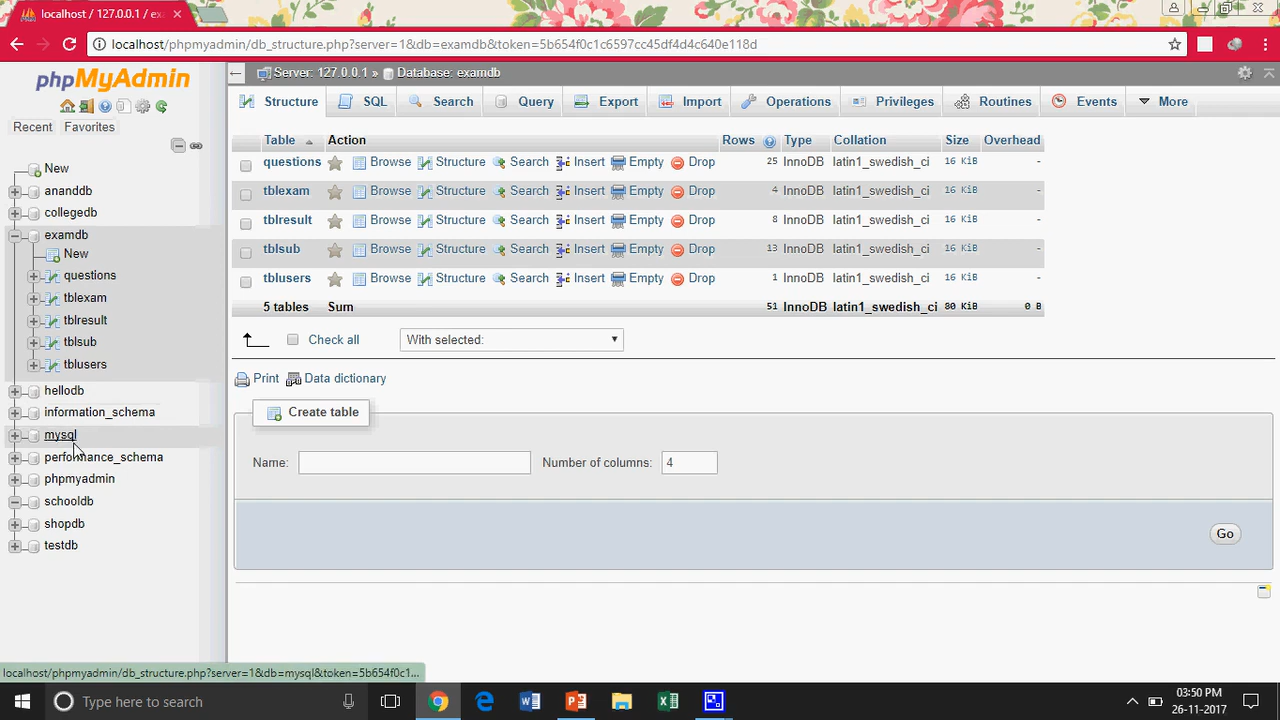 localhost / 127.0.0.1 / exa
localhost/phpmyadmin/db_structure.php?server=1&db=examdb&token=5b654f0c1c6597cc45df4d4c640e118d
phpMyAdmin
Recent Favorites
New
ananddb
collegedb
examdb
New
questions
tblexam
tblresult
tblsub
tblusers
hellodb
information_schema
mysql
performance_schema
phpmyadmin
schooldb
shopdb
testdb
Server: 127.0.0.1 » Database: examdb
Structure SQL Search Query Export Import Operations Privileges Routines Events More
Table Action Rows Type Collation Size Overhead
questions Browse Structure Search Insert Empty Drop 25 InnoDB latin1_swedish_ci 16 KiB -
tblexam Browse Structure Search Insert Empty Drop 4 InnoDB latin1_swedish_ci 16 KiB -
tblresult Browse Structure Search Insert Empty Drop 8 InnoDB latin1_swedish_ci 16 KiB -
tblsub Browse Structure Search Insert Empty Drop 13 InnoDB latin1_swedish_ci 16 KiB -
tblusers Browse Structure Search Insert Empty Drop 1 InnoDB latin1_swedish_ci 16 KiB -
5 tables Sum 51 InnoDB latin1_swedish_ci 80 KiB 0 B
Check all With selected:
Print Data dictionary
Create table
Name: Number of columns: 4
Go
localhost/phpmyadmin/db_structure.php?server=1&db=mysql&token=5b654f0c1...
Type here to search
03:50 PM
26-11-2017